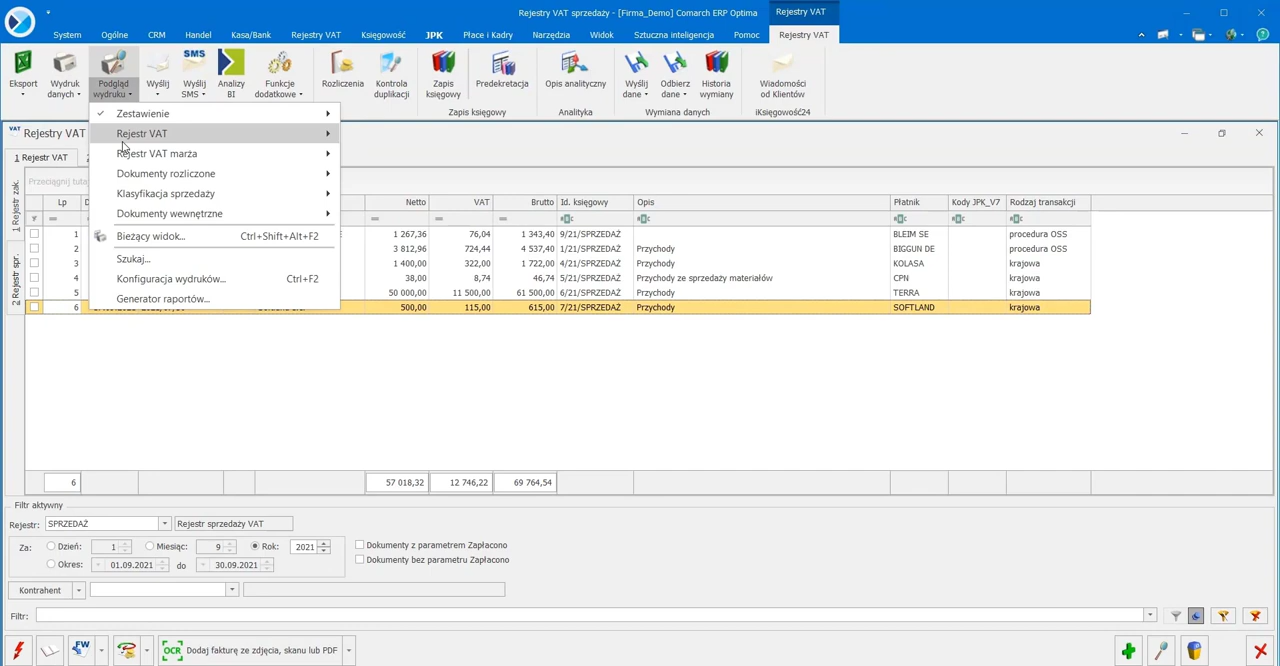 Rejestry VAT sprzedaży - [Firma_Demo] Comarch ERP Optima
Rejestry VAT
System Ogólne CRM Handel Kasa/Bank Rejestry VAT Księgowość JPK Płace i Kadry Narzędzia Widok Sztuczna inteligencja Pomoc Rejestry VAT
Eksport
Wydruk danych
Podgląd wydruku
Wyślij
SMS
Wyślij SMS
Analizy BI
Funkcje dodatkowe
Rozliczenia
Kontrola duplikacji
Zapis księgowy
Predekretacja
Opis analityczny
Wyślij dane
Odbierz dane
Historia wymiany
Wiadomości od Klientów
Zapis księgowy
Analityka
Wymiana danych
iKsięgowość24
Zestawienie
Rejestr VAT
Rejestr VAT marża
Dokumenty rozliczone
Klasyfikacja sprzedaży
Dokumenty wewnętrzne
Bieżący widok... Ctrl+Shift+Alt+F2
Szukaj...
Konfiguracja wydruków... Ctrl+F2
Generator raportów...
VAT Rejestry VAT
1 Rejestr VAT
1 Rejestr zak.
2. Rejestr spr.
Lp Netto VAT Brutto Id. księgowy Opis Płatnik Kody JPK_V7 Rodzaj transakcji
1 1 267,36 76,04 1 343,40 9/21/SPRZEDAŻ BLEIM SE procedura OSS
2 3 812,96 724,44 4 537,40 1/21/SPRZEDAŻ Przychody BIGGUN DE procedura OSS
3 1 400,00 322,00 1 722,00 4/21/SPRZEDAŻ Przychody KOLASA krajowa
4 38,00 8,74 46,74 5/21/SPRZEDAŻ Przychody ze sprzedaży materiałów CPN krajowa
5 50 000,00 11 500,00 61 500,00 6/21/SPRZEDAŻ Przychody TERRA krajowa
6 500,00 115,00 615,00 7/21/SPRZEDAŻ Przychody SOFTLAND krajowa
6 57 018,32 12 746,22 69 764,54
Filtr aktywny
Rejestr: SPRZEDAŻ Rejestr sprzedaży VAT
Za: Dzień: 1 Miesiąc: 9 Rok: 2021
Okres: 01.09.2021 do 30.09.2021
Dokumenty z parametrem Zapłacono
Dokumenty bez parametru Zapłacono
Kontrahent
Filtr:
FW
OCR Dodaj fakturę ze zdjęcia, skanu lub PDF